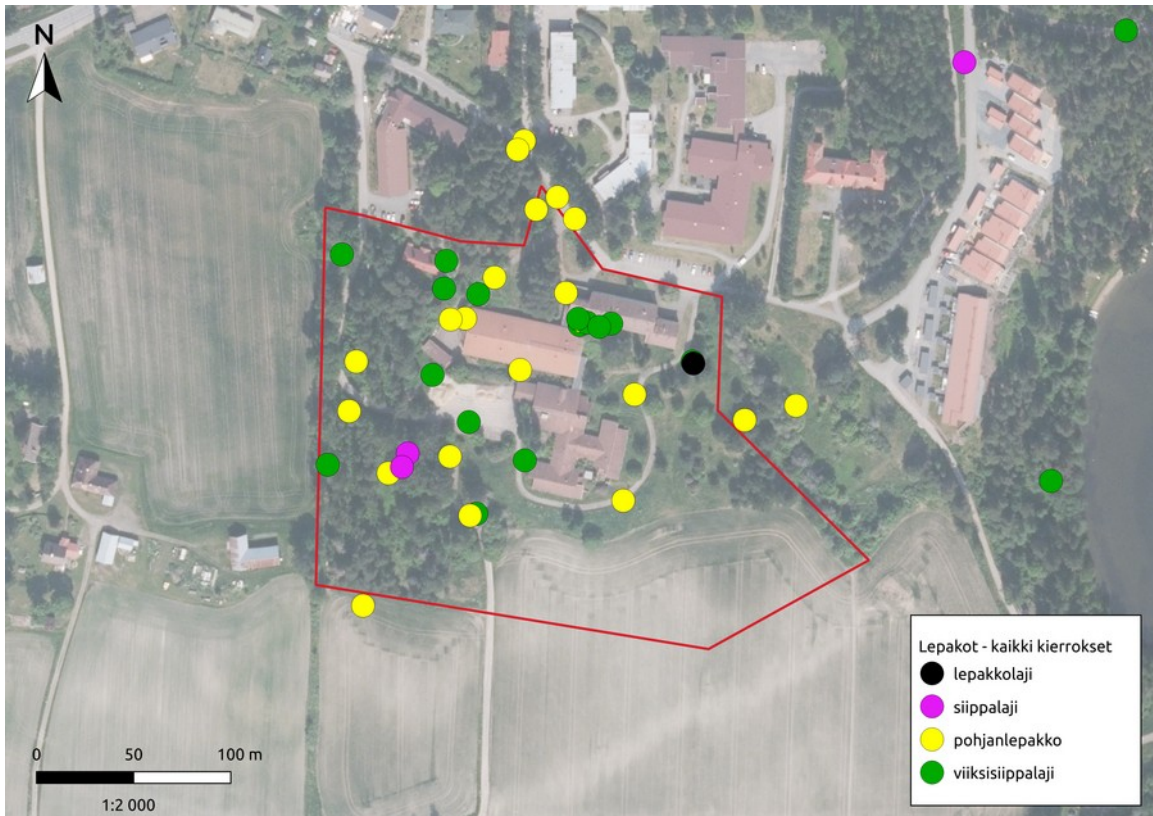 N
Lepakot - kaikki kierrokset
lepakkolaji
siippalaji
pohjanlepakko
viiksisiippalaji
0 50 100 m
1:2 000